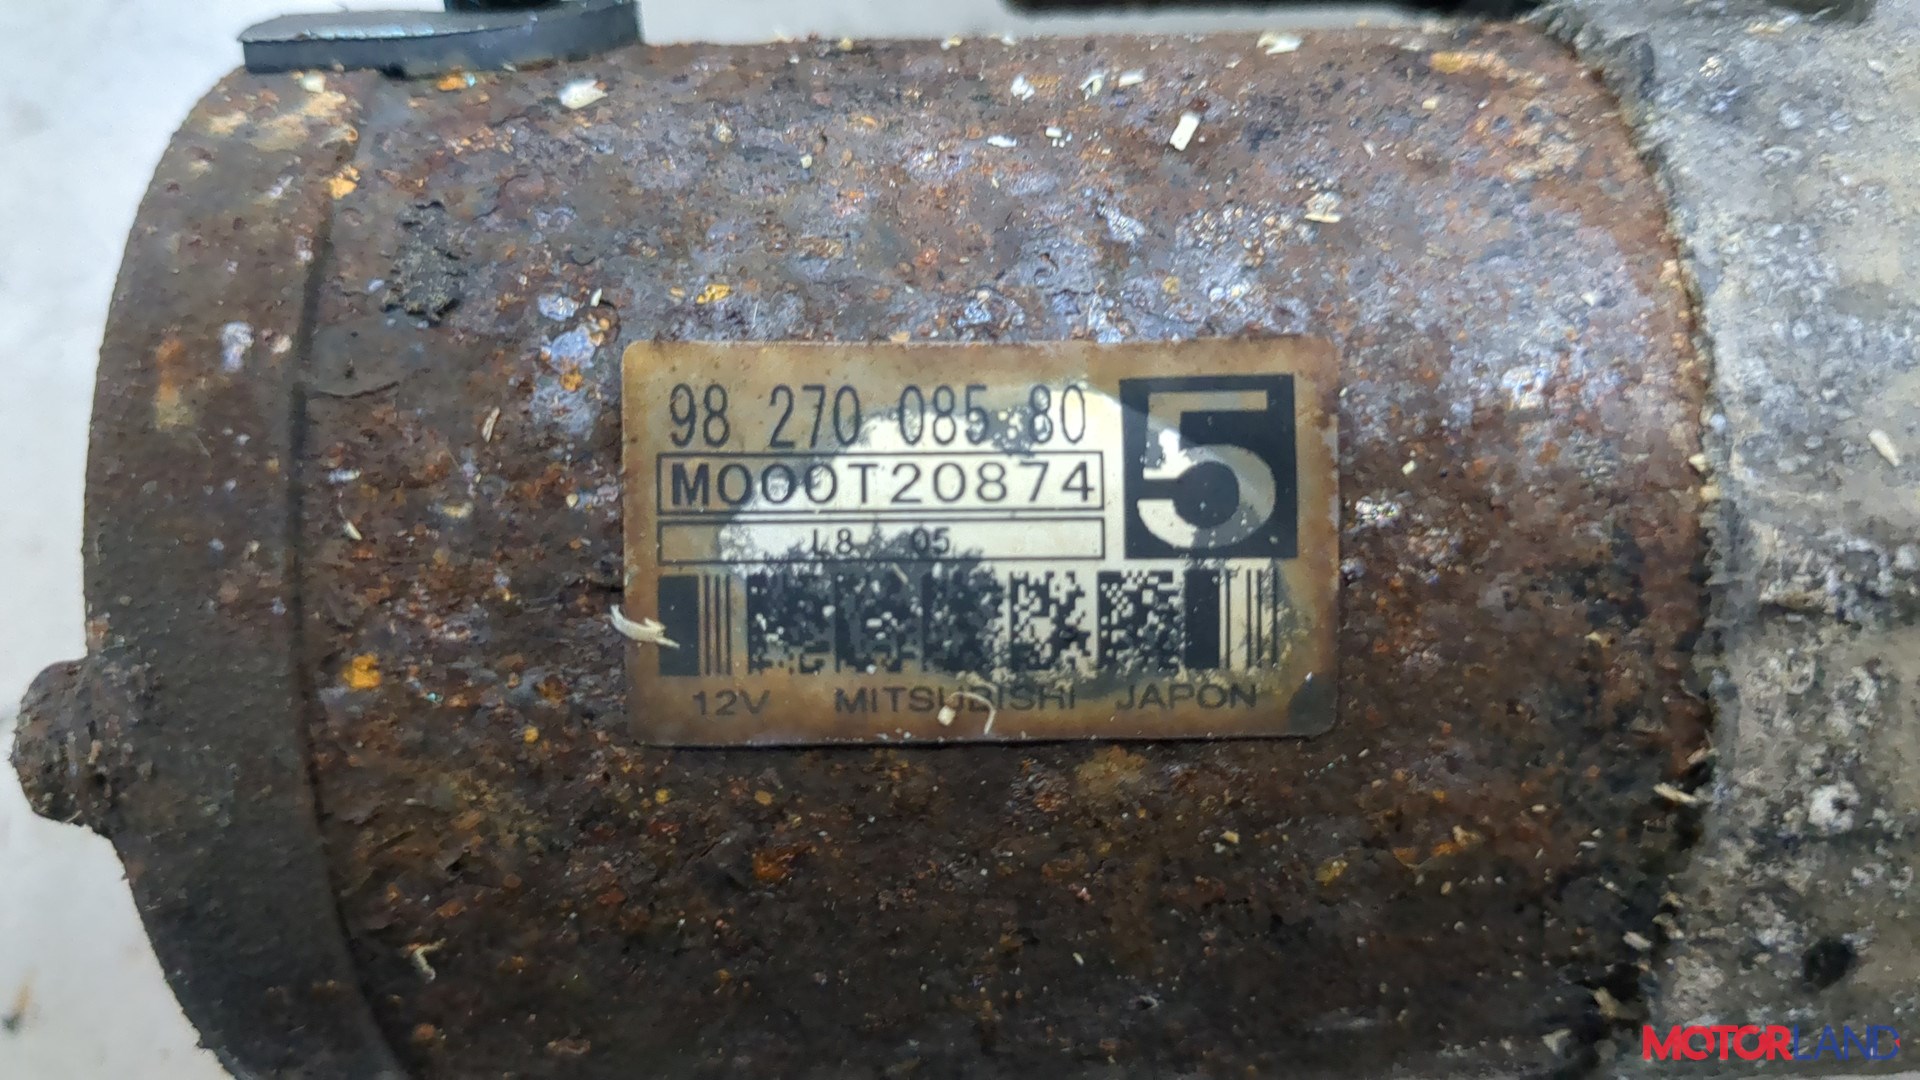 98 270 085 80
5
M000T20874
L8 05
12V MITSUBISHI JAPON
MOTORLAND